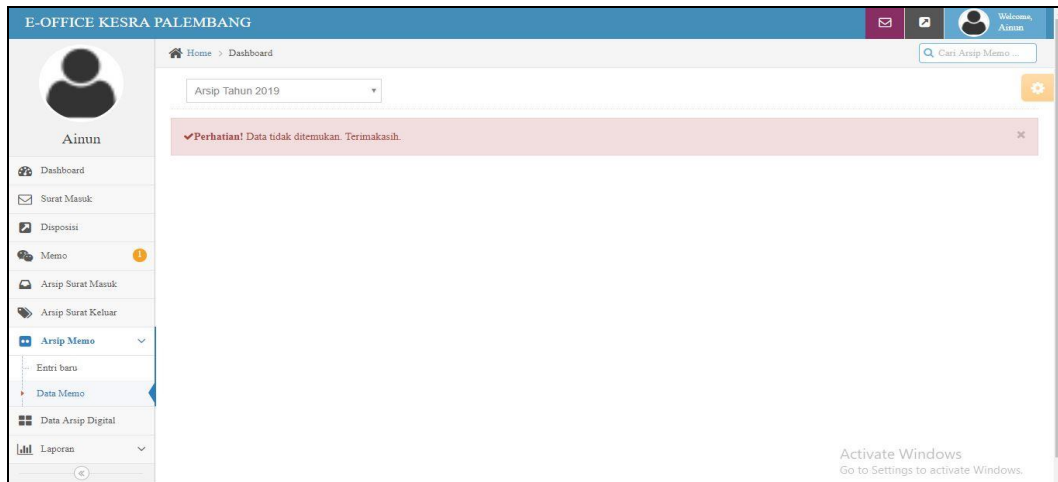 E-OFFICE KESRA PALEMBANG
Welcome,
Ainun
Home > Dashboard
Cari Arsip Memo ...
Arsip Tahun 2019
Ainun
Perhatian! Data tidak ditemukan. Terimakasih.
Dashboard
Surat Masuk
Disposisi
Memo 1
Arsip Surat Masuk
Arsip Surat Keluar
Arsip Memo
Entri baru
Data Memo
Data Arsip Digital
Laporan
Activate Windows
Go to Settings to activate Windows.